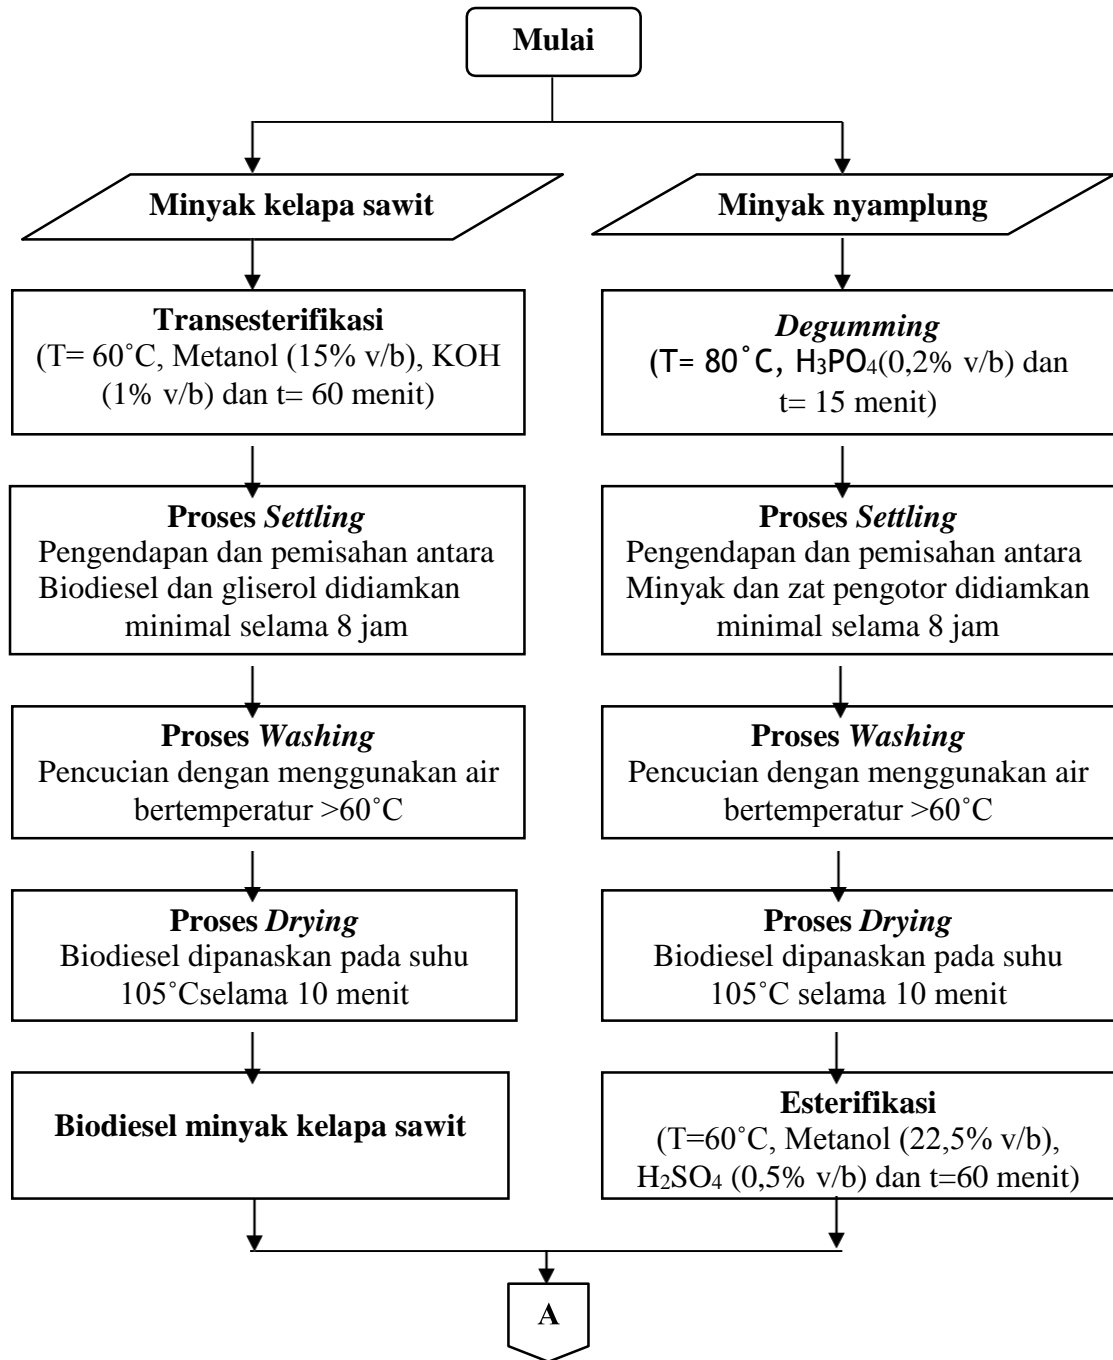 Mulai
Minyak kelapa sawit
Minyak nyamplung
Transesterifikasi
(T= 60˚C, Metanol (15% v/b), KOH
(1% v/b) dan t= 60 menit)
Degumming
(T= 80˚C, H₃PO₄(0,2% v/b) dan
t= 15 menit)
Proses Settling
Pengendapan dan pemisahan antara
Biodiesel dan gliserol didiamkan
minimal selama 8 jam
Proses Settling
Pengendapan dan pemisahan antara
Minyak dan zat pengotor didiamkan
minimal selama 8 jam
Proses Washing
Pencucian dengan menggunakan air
bertemperatur >60˚C
Proses Washing
Pencucian dengan menggunakan air
bertemperatur >60˚C
Proses Drying
Biodiesel dipanaskan pada suhu
105˚Cselama 10 menit
Proses Drying
Biodiesel dipanaskan pada suhu
105˚C selama 10 menit
Biodiesel minyak kelapa sawit
Esterifikasi
(T=60˚C, Metanol (22,5% v/b),
H₂SO₄ (0,5% v/b) dan t=60 menit)
A